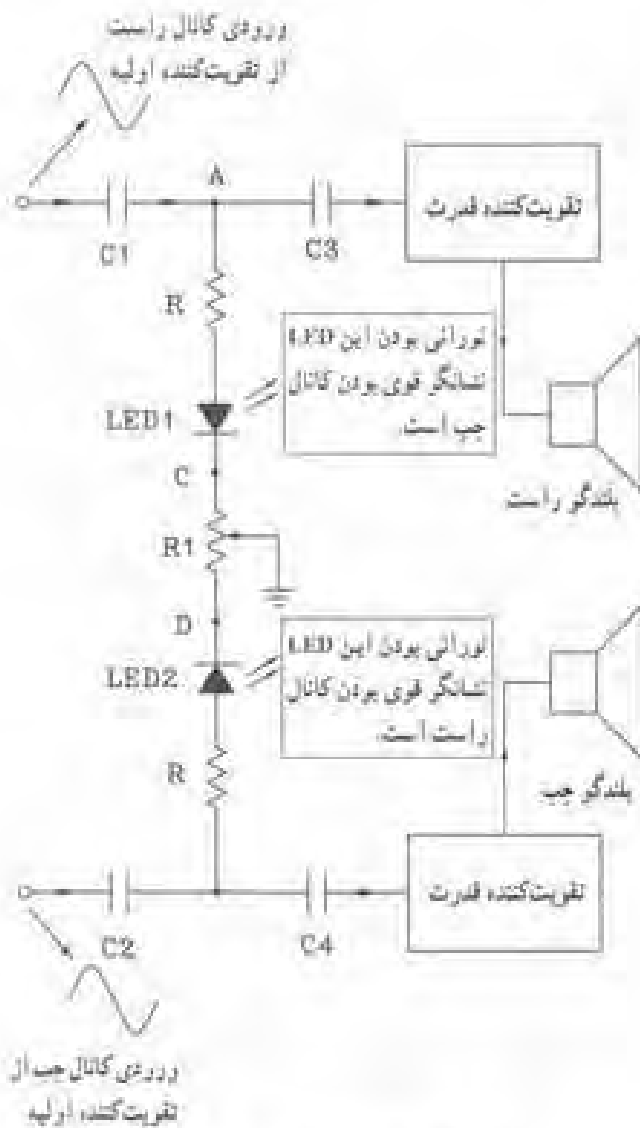 ورودی کانال راست
از تقویت‌کننده اولیه
A
C1
C3
تقویت‌کننده قدرت
R
نورانی بودن این LED
نشانگر قوی بودن کانال
چپ است.
LED1
C
بلندگو راست
R1
D
نورانی بودن این LED
نشانگر قوی بودن کانال
راست است.
LED2
بلندگو چپ
R
تقویت‌کننده قدرت
C2
C4
ورودی کانال چپ از
تقویت‌کننده اولیه